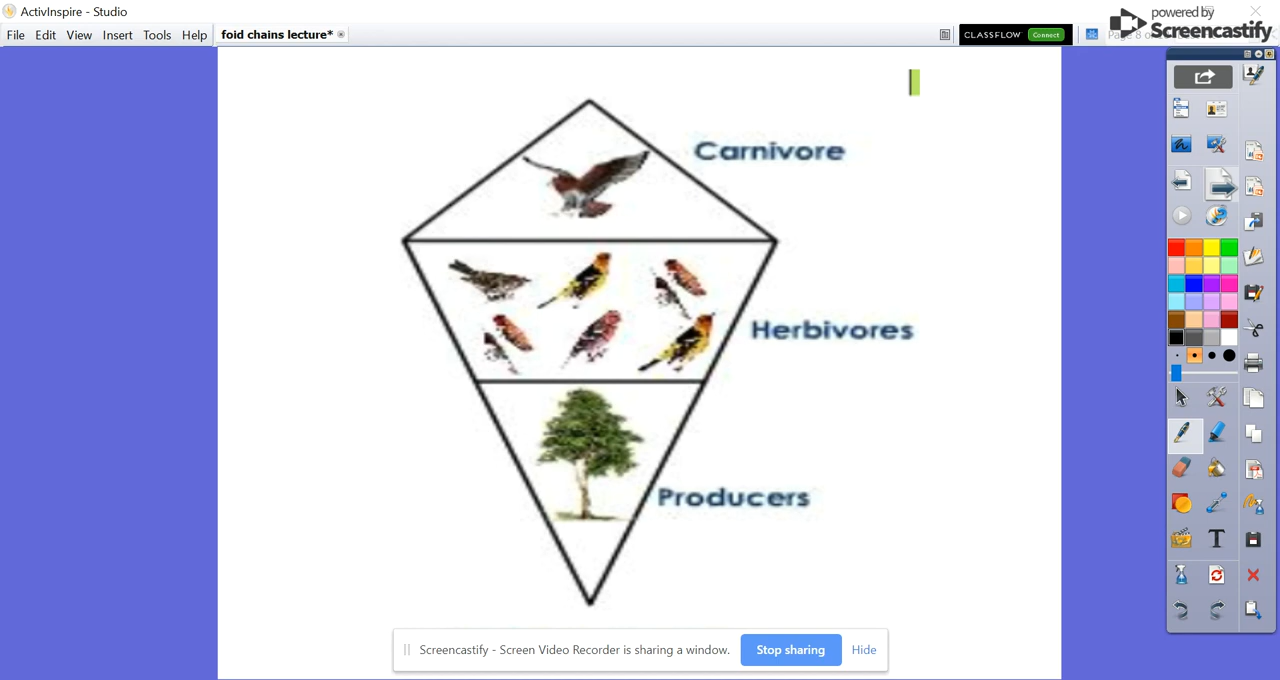 ActivInspire - Studio
powered by
Screencastify
File Edit View Insert Tools Help
foid chains lecture*
CLASSFLOW Connect
Carnivore
Herbivores
Producers
Screencastify - Screen Video Recorder is sharing a window.
Stop sharing
Hide